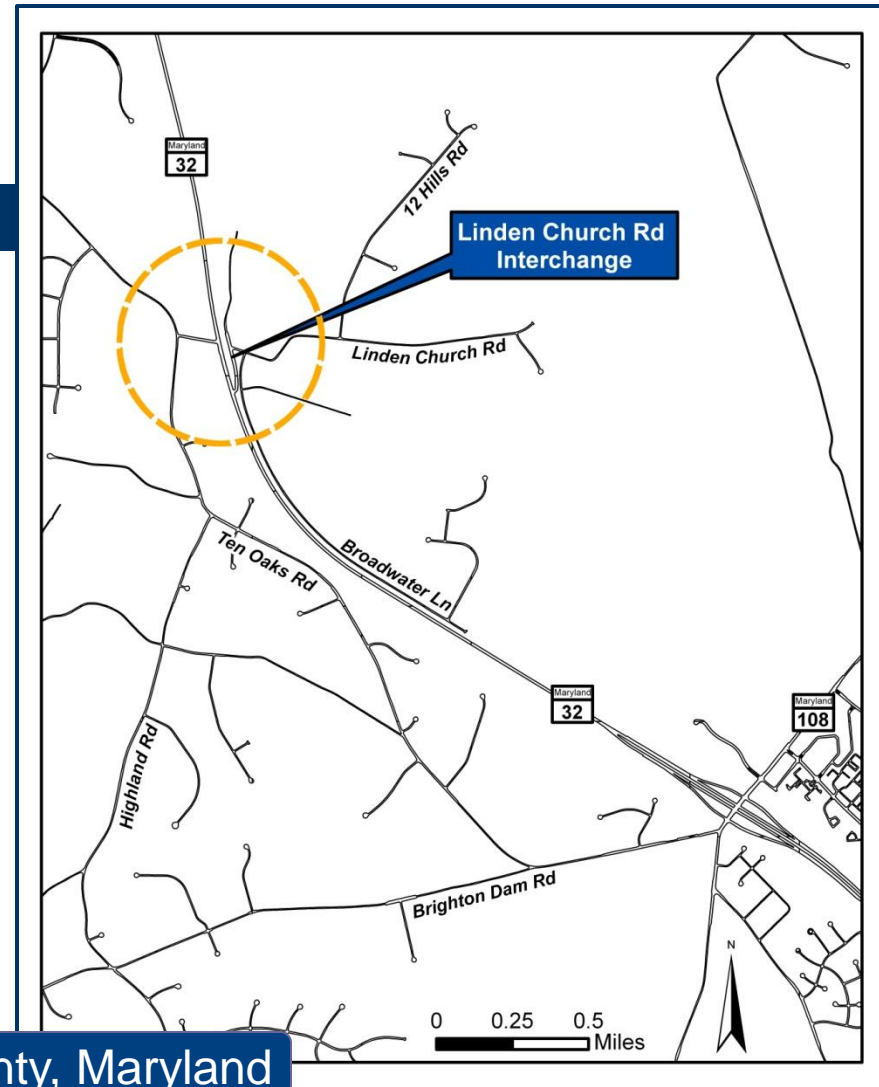 Maryland
32
12 Hills Rd
Linden Church Rd
Interchange
Linden Church Rd
Ten Oaks Rd
Broadwater Ln
Maryland
32
Maryland
108
Highland Rd
Brighton Dam Rd
N
0 0.25 0.5
Miles
nty, Maryland